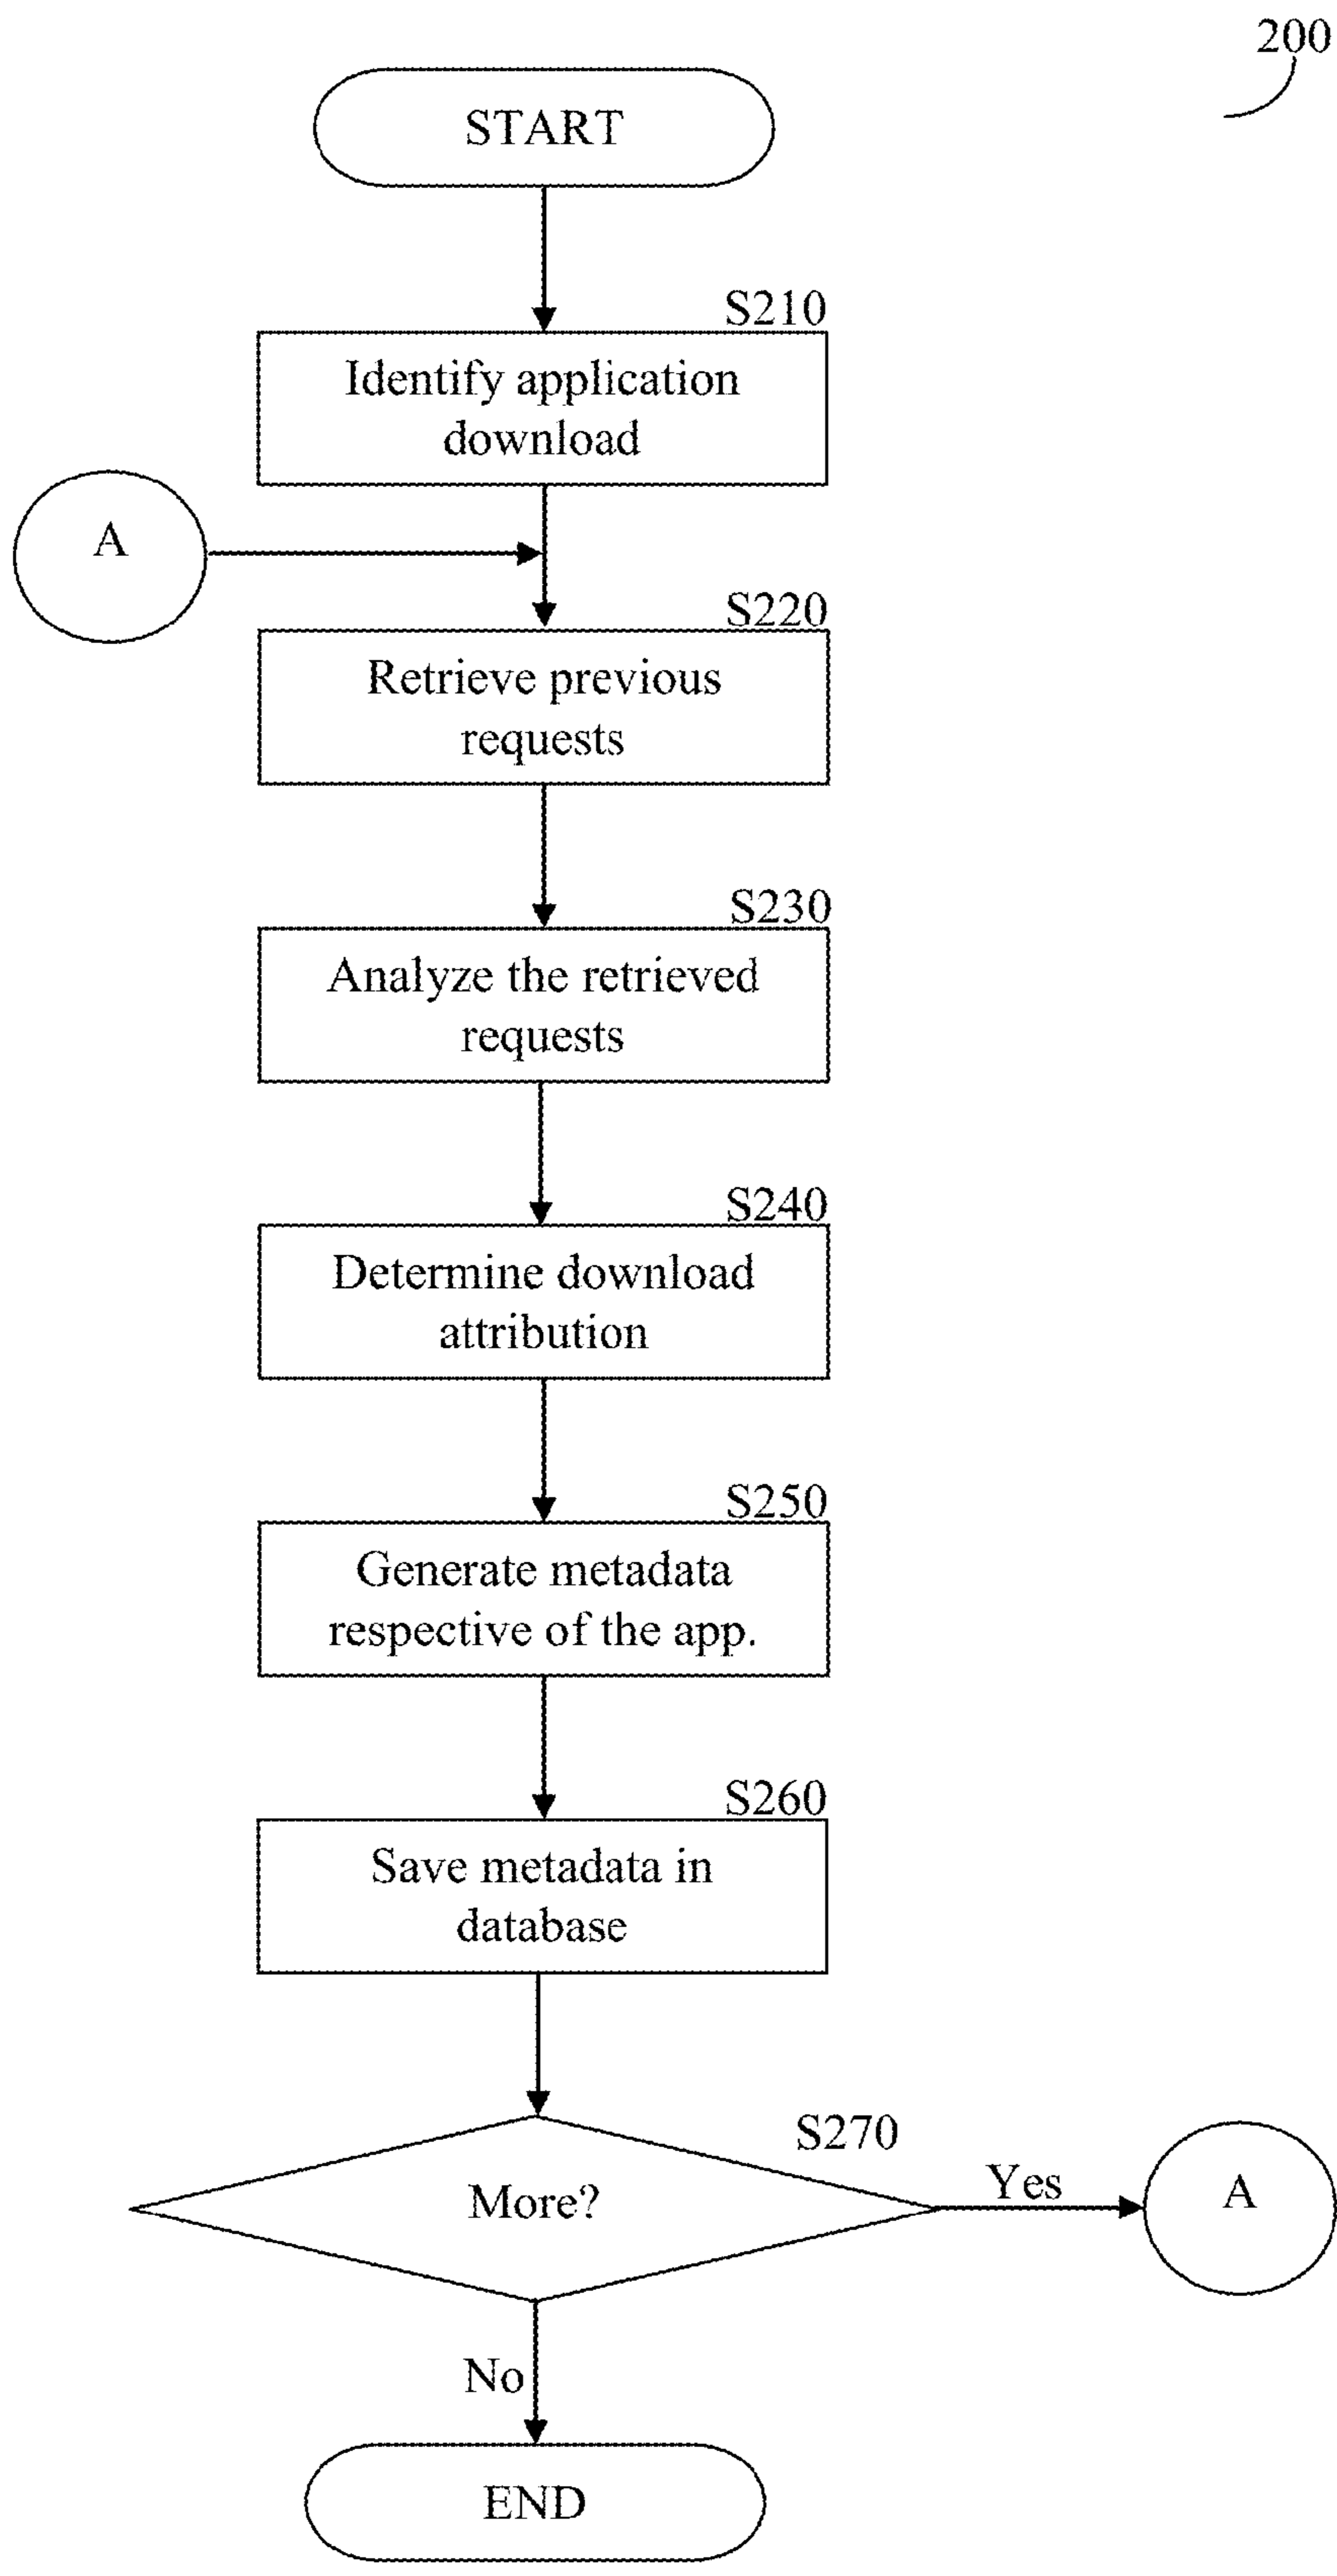 200
START
S210
Identify application
download
A
S220
Retrieve previous
requests
S230
Analyze the retrieved
requests
S240
Determine download
attribution
S250
Generate metadata
respective of the app.
S260
Save metadata in
database
S270
More?
Yes
A
No
END